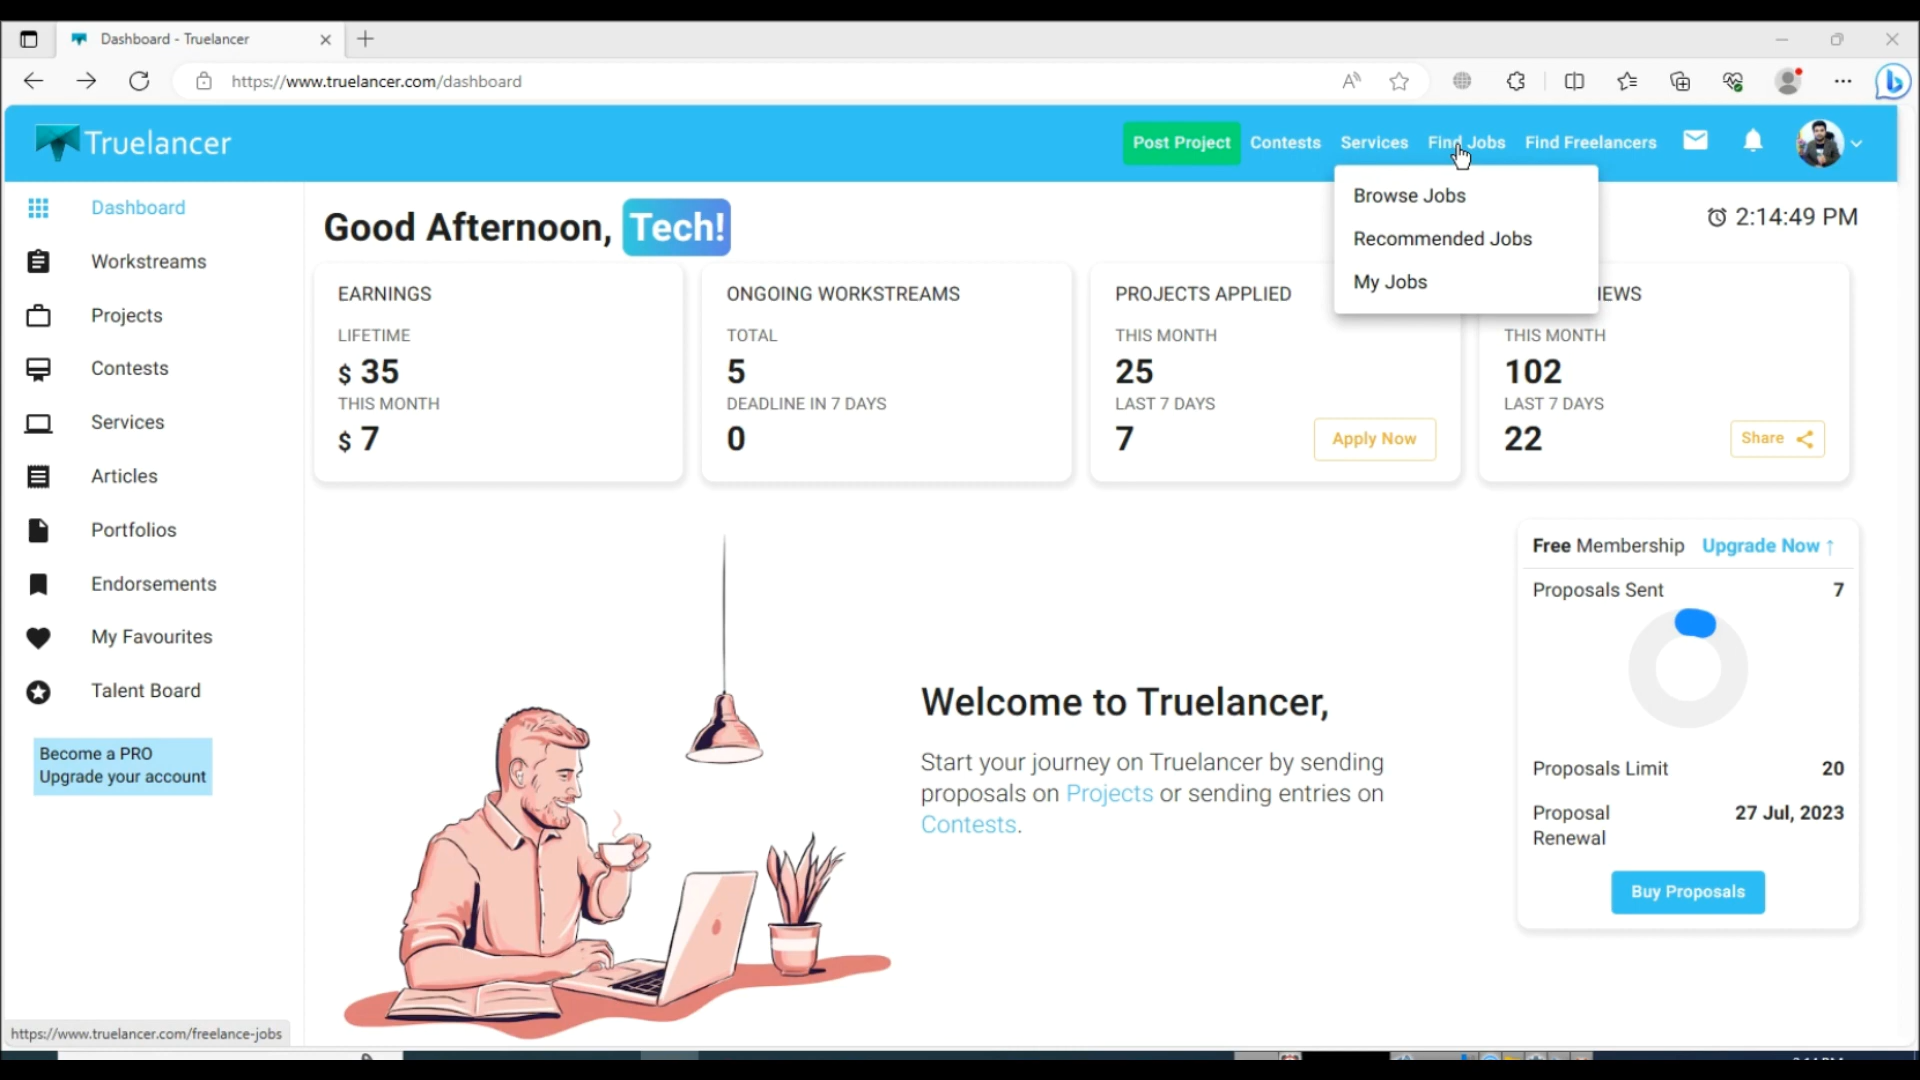 Dashboard - Truelancer
https://www.truelancer.com/dashboard
Truelancer
Post Project
Contests
Services
Find Jobs
Find Freelancers
Browse Jobs
Recommended Jobs
My Jobs
Dashboard
Workstreams
Projects
Contests
Services
Articles
Portfolios
Endorsements
My Favourites
Talent Board
Become a PRO
Upgrade your account
Good Afternoon, Tech!
2:14:49 PM
EARNINGS
LIFETIME
$ 35
THIS MONTH
$ 7
ONGOING WORKSTREAMS
TOTAL
5
DEADLINE IN 7 DAYS
0
PROJECTS APPLIED
THIS MONTH
25
LAST 7 DAYS
7
Apply Now
THIS MONTH
102
LAST 7 DAYS
22
Share
Welcome to Truelancer,
Start your journey on Truelancer by sending
proposals on Projects or sending entries on
Contests.
Free Membership Upgrade Now ↑
Proposals Sent 7
Proposals Limit 20
Proposal 27 Jul, 2023
Renewal
Buy Proposals
https://www.truelancer.com/freelance-jobs